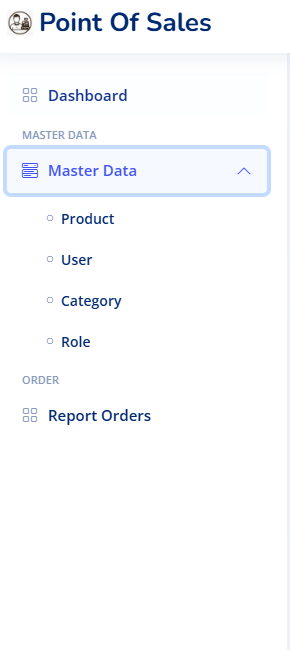 Point Of Sales
Dashboard
MASTER DATA
Master Data
Product
User
Category
Role
ORDER
Report Orders